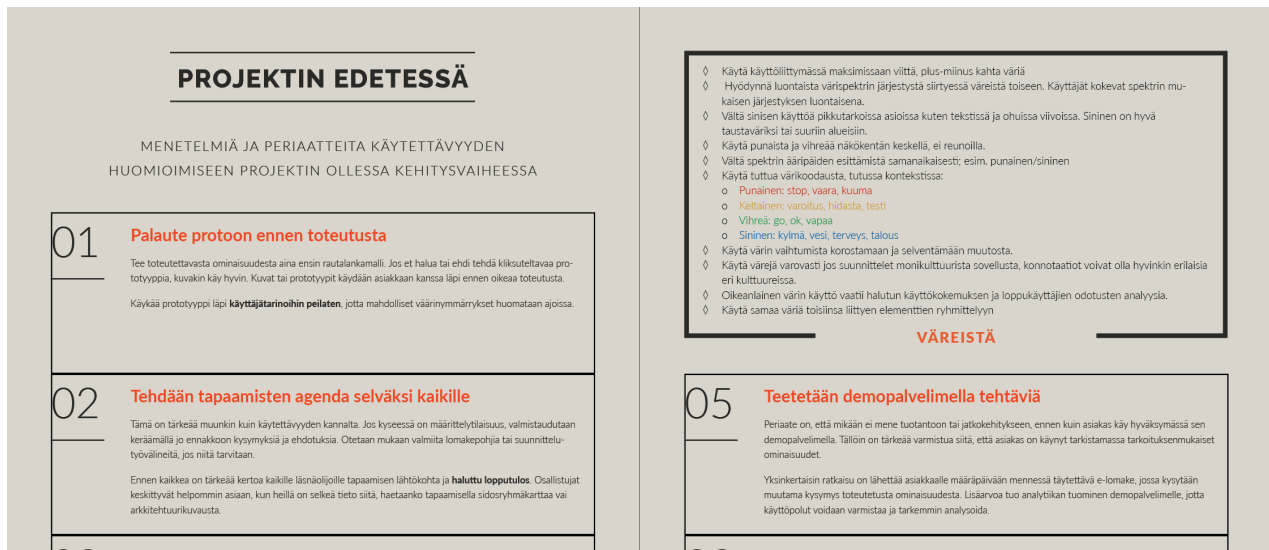 PROJEKTIN EDETESSÄ
MENETELMIÄ JA PERIAATTEITA KÄYTETTÄVYYDEN
HUOMIOIMISEEN PROJEKTIN OLLESSA KEHITYSVAIHEESSA
01
Palaute protoon ennen toteutusta
Tee toteutettavasta ominaisuudesta aina ensin rautalankamalli. Jos et halua tai ehdi tehdä kliksuteltavaa pro-
totyyppia, kuvakin käy hyvin. Kuvat tai prototyypit käydään asiakkaan kanssa läpi ennen oikeaa toteutusta.
Käykää prototyyppi läpi käyttäjätarinoihin peilaten, jotta mahdolliset väärinymmärrykset huomataan ajoissa.
02
Tehdään tapaamisten agenda selväksi kaikille
Tämä on tärkeää muunkin kuin käytettävyyden kannalta. Jos kyseessä on määrittelytilaisuus, valmistaudutaan
keräämällä jo ennakkoon kysymyksiä ja ehdotuksia. Otetaan mukaan valmiita lomakepohjia tai suunnittelu-
työvälineitä, jos niitä tarvitaan.
Ennen kaikkea on tärkeää kertoa kaikille läsnäolijoille tapaamisen lähtökohta ja haluttu lopputulos. Osallistujat
keskittyvät helpommin asiaan, kun heillä on selkeä tieto siitä, haetaanko tapaamisella sidosryhmäkarttaa vai
arkkitehtuurikuvausta.
◊ Käytä käyttöliittymässä maksimissaan viittä, plus-miinus kahta väriä
◊ Hyödynnä luontaista värispektrin järjestystä siirtyessä väreistä toiseen. Käyttäjät kokevat spektrin mu-
kaisen järjestyksen luontaisena.
◊ Vältä sinisen käyttöä pikkutarkoissa asioissa kuten tekstissä ja ohuissa viivoissa. Sininen on hyvä
taustaväriksi tai suuriin alueisiin.
◊ Käytä punaista ja vihreää näkökentän keskellä, ei reunoilla.
◊ Vältä spektrin ääripäiden esittämistä samanaikaisesti; esim. punainen/sininen
◊ Käytä tuttua värikoodausta, tutussa kontekstissa:
o Punainen: stop, vaara, kuuma
o Keltainen: varoitus, hidasta, testi
o Vihreä: go, ok, vapaa
o Sininen: kylmä, vesi, terveys, talous
◊ Käytä värin vaihtumista korostamaan ja selventämään muutosta.
◊ Käytä värejä varovasti jos suunnittelet monikulttuurista sovellusta, konnotaatiot voivat olla hyvinkin erilaisia
eri kulttuureissa.
◊ Oikeanlainen värin käyttö vaatii halutun käyttökokemuksen ja loppukäyttäjien odotusten analyysia.
◊ Käytä samaa väriä toisiinsa liittyen elementtien ryhmittelyyn
VÄREISTÄ
05
Teetetään demopalvelimella tehtäviä
Periaate on, että mikään ei mene tuotantoon tai jatkokehitykseen, ennen kuin asiakas käy hyväksymässä sen
demopalvelimella. Tällöin on tärkeää varmistua siitä, että asiakas on käynyt tarkistamassa tarkoituksenmukaiset
ominaisuudet.
Yksinkertaisin ratkaisu on lähettää asiakkaalle määräpäivään mennessä täytettävä e-lomake, jossa kysytään
muutama kysymys toteutetusta ominaisuudesta. Lisäarvoa tuo analytiikan tuominen demopalvelimelle, jotta
käyttöpolut voidaan varmistaa ja tarkemmin analysoida.